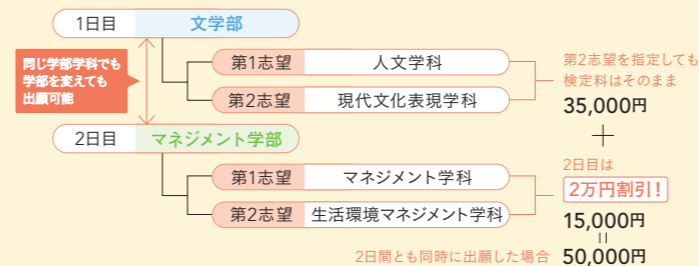 1日目 文学部
同じ学部学科でも
学部を変えても
出願可能
第1志望 人文学科
第2志望 現代文化表現学科
第2志望を指定しても
検定料はそのまま
35,000円
+
2日目 マネジメント学部
第1志望 マネジメント学科
第2志望 生活環境マネジメント学科
2日目は
2万円割引!
15,000円
=
2日間とも同時に出願した場合 50,000円